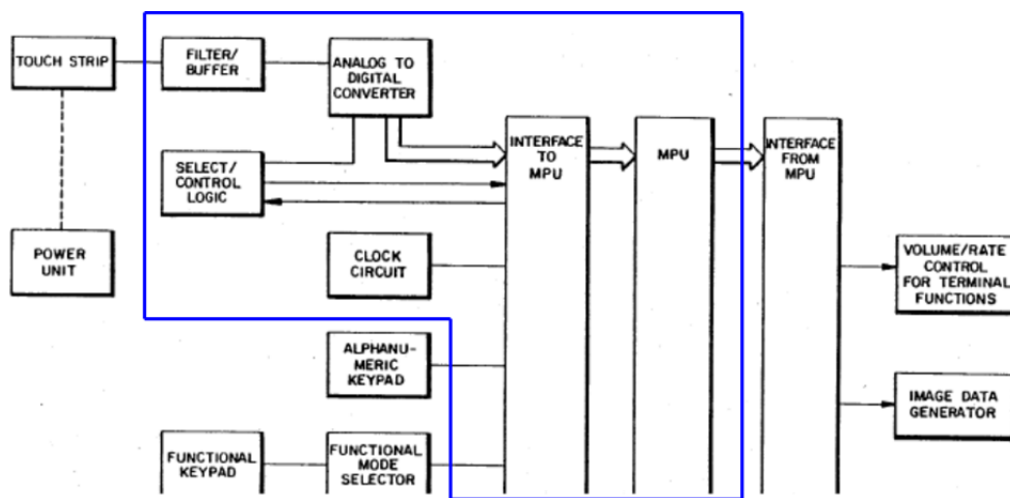 TOUCH STRIP
FILTER/
BUFFER
ANALOG TO
DIGITAL
CONVERTER
SELECT/
CONTROL
LOGIC
INTERFACE
TO
MPU
MPU
INTERFACE
FROM
MPU
POWER
UNIT
CLOCK
CIRCUIT
VOLUME/RATE
CONTROL
FOR TERMINAL
FUNCTIONS
ALPHANU-
MERIC
KEYPAD
IMAGE DATA
GENERATOR
FUNCTIONAL
KEYPAD
FUNCTIONAL
MODE
SELECTOR